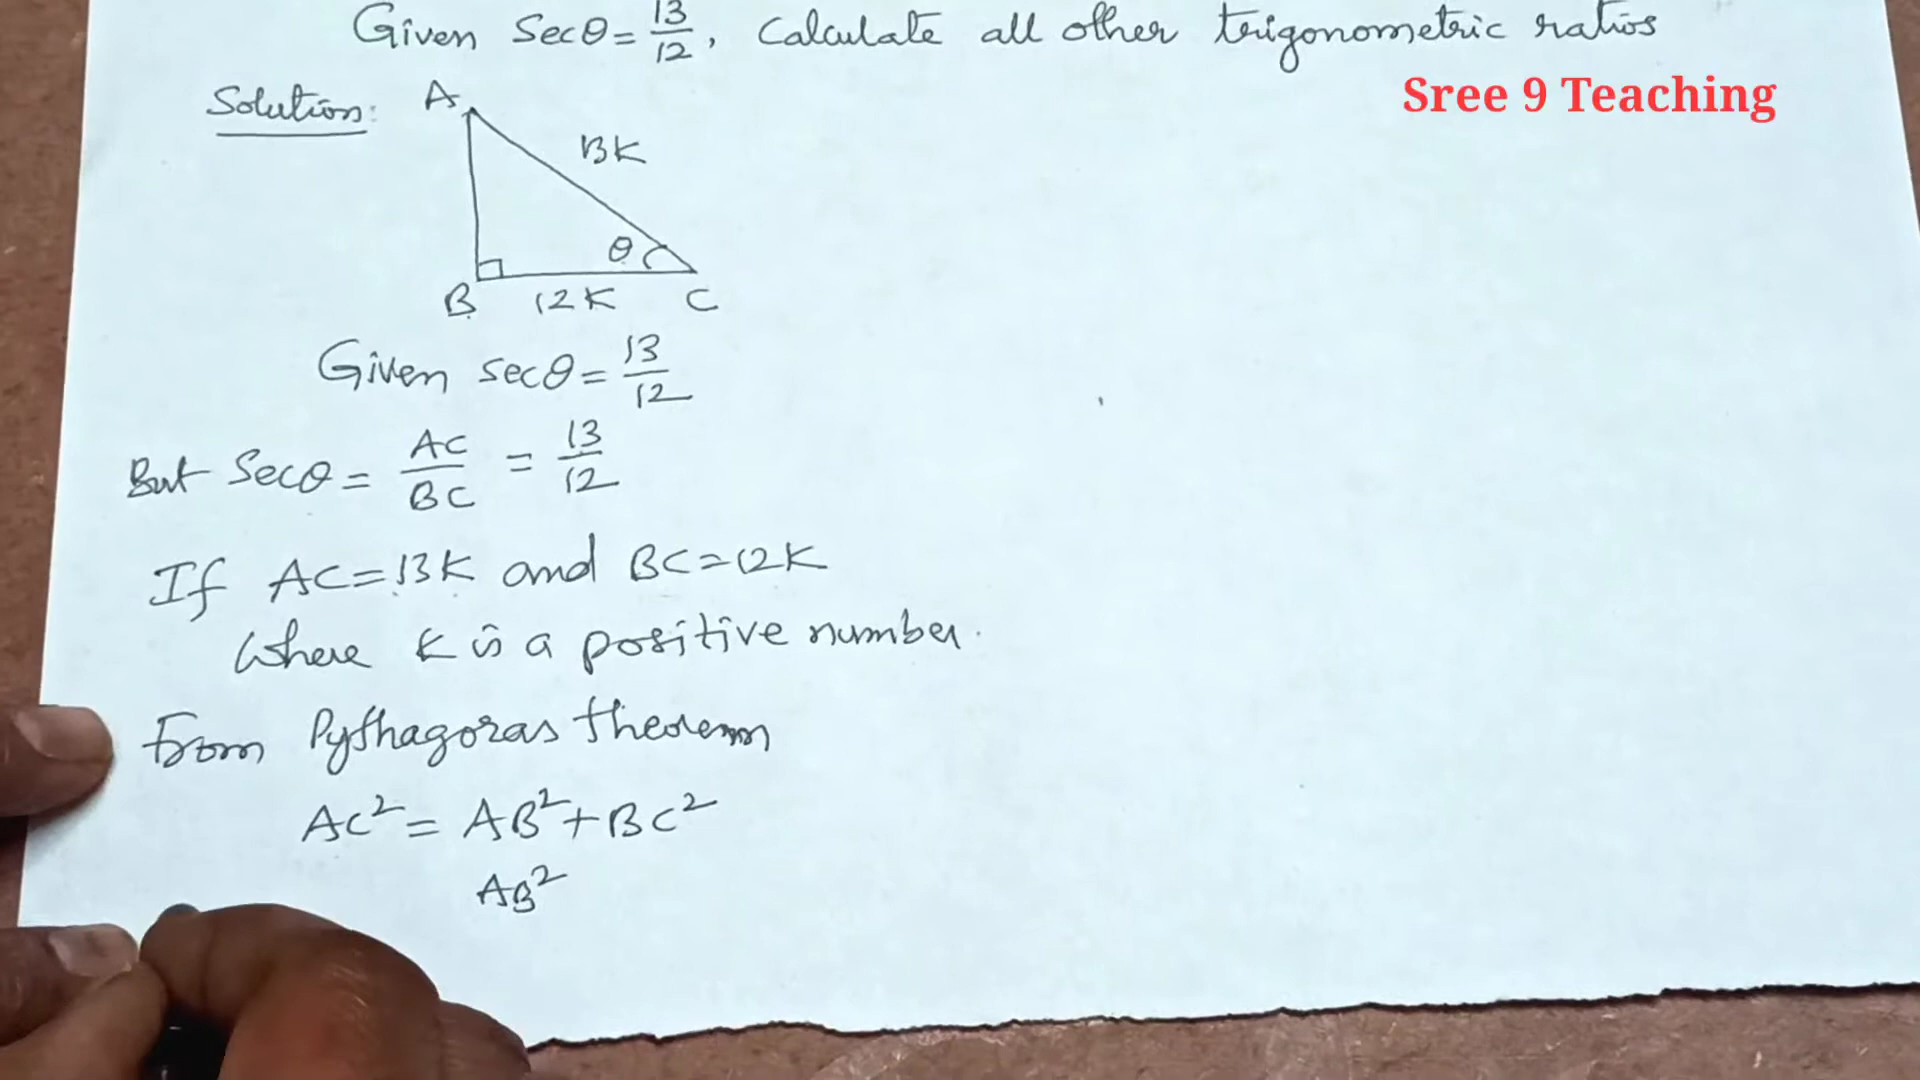 Given Secθ = 13/12, Calculate all other trigonometric ratios
Sree 9 Teaching
Solution:
A
13K
θ
B 12K C
Given secθ = 13/12
But Secθ = AC/BC = 13/12
If AC = 13K and BC = 12K
Where K is a positive number.
From Pythagoras theorem
AC² = AB² + BC²
AB²